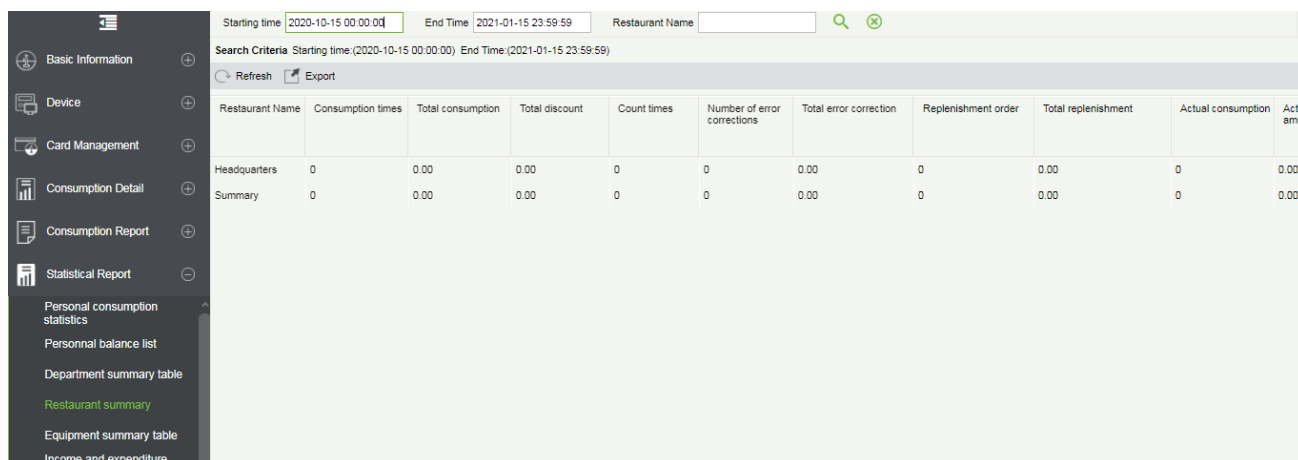 Starting time 2020-10-15 00:00:00 End Time 2021-01-15 23:59:59 Restaurant Name
Search Criteria Starting time:(2020-10-15 00:00:00) End Time:(2021-01-15 23:59:59)
Refresh Export
Basic Information
Device
Card Management
Consumption Detail
Consumption Report
Statistical Report
Personal consumption
statistics
Personnal balance list
Department summary table
Restaurant summary
Equipment summary table
Income and expenditure
Restaurant Name Consumption times Total consumption Total discount Count times Number of error Total error correction Replenishment order Total replenishment Actual consumption Act
corrections am
Headquarters 0 0.00 0.00 0 0 0.00 0 0.00 0 0.00
Summary 0 0.00 0.00 0 0 0.00 0 0.00 0 0.00